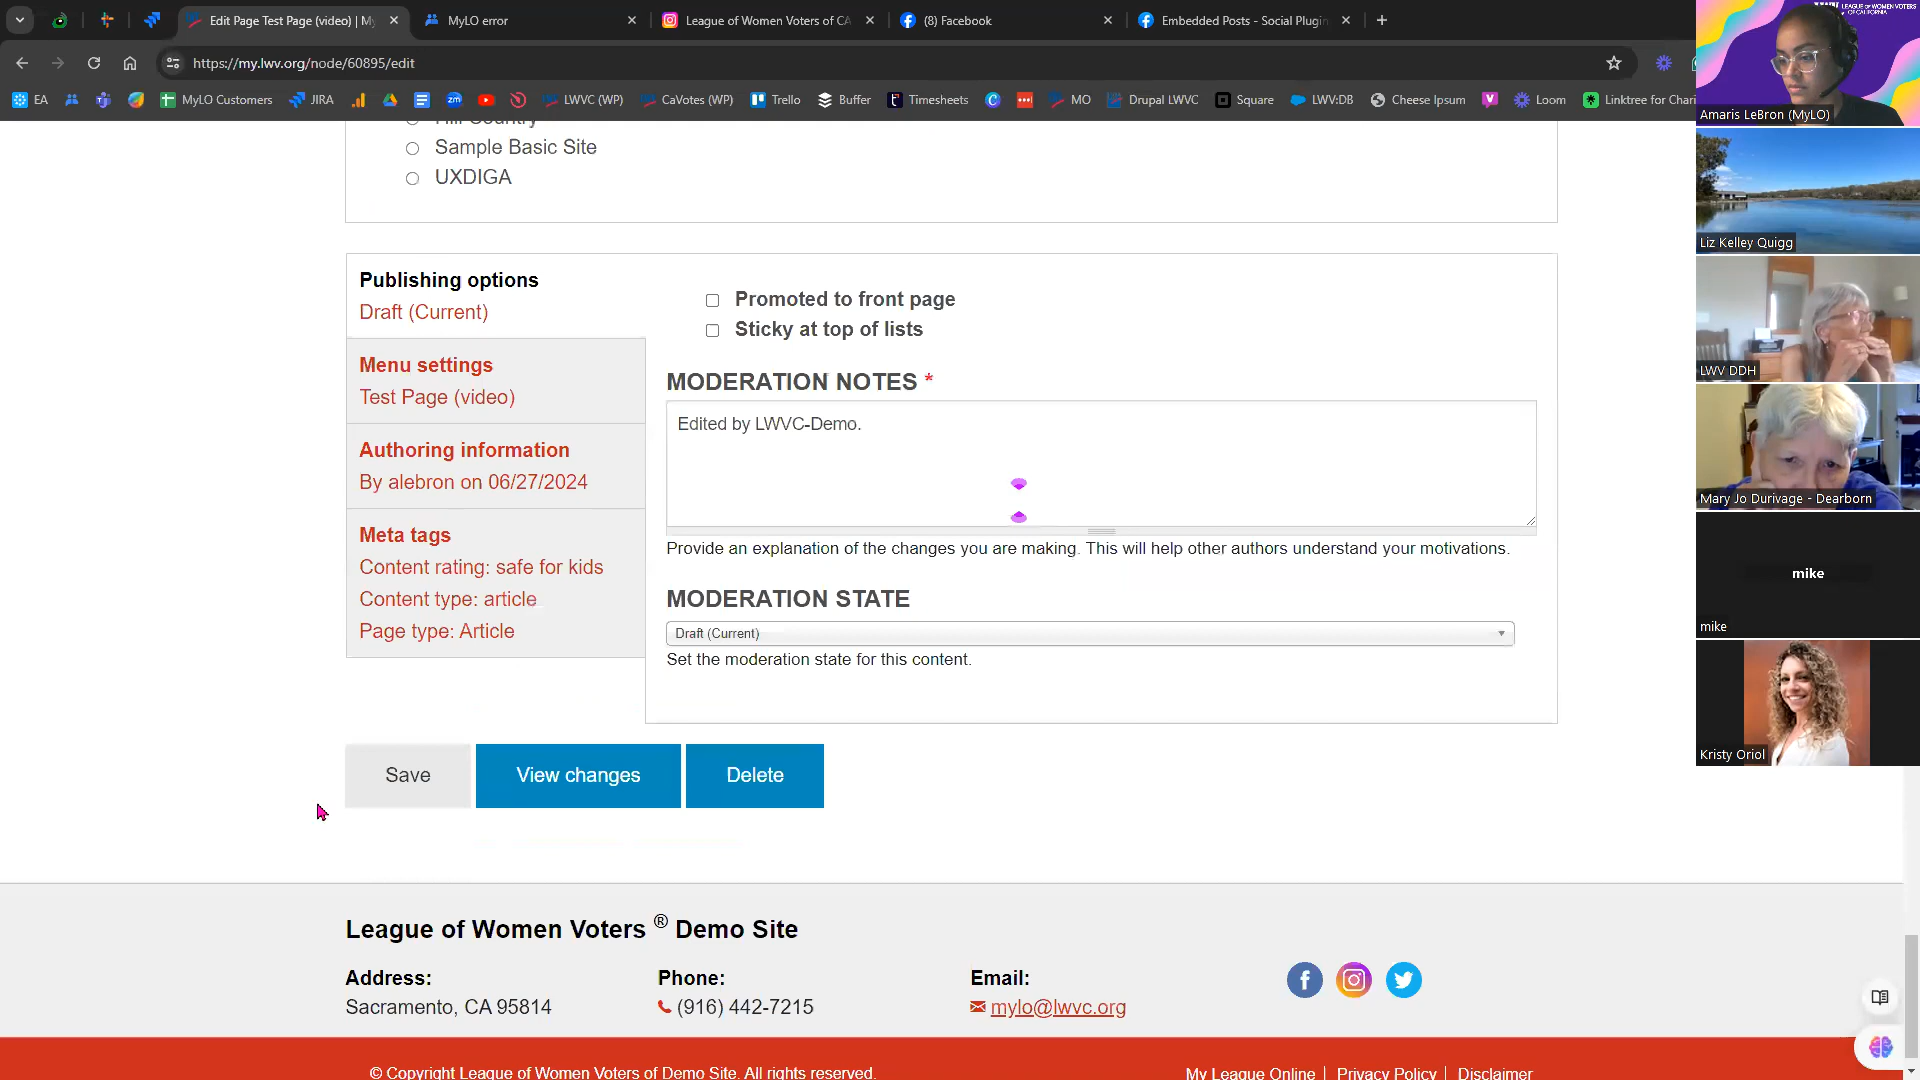 Edit Page Test Page (video) | My
MyLO error
League of Women Voters of CA
(8) Facebook
Embedded Posts - Social Plugin
https://my.lwv.org/node/60895/edit
EA
MyLO Customers
JIRA
LWVC (WP)
CaVotes (WP)
Trello
Buffer
Timesheets
MO
Drupal LWVC
Square
LWV:DB
Cheese Ipsum
Loom
Linktree for Chari
LEAGUE OF WOMEN VOTERS
OF CALIFORNIA
Amaris LeBron (MyLO)
Liz Kelley Quigg
LWV DDH
Mary Jo Durivage - Dearborn
mike
mike
Kristy Oriol
Hill Country
Sample Basic Site
UXDIGA
Publishing options
Draft (Current)
Menu settings
Test Page (video)
Authoring information
By alebron on 06/27/2024
Meta tags
Content rating: safe for kids
Content type: article
Page type: Article
Promoted to front page
Sticky at top of lists
MODERATION NOTES *
Edited by LWVC-Demo.
Provide an explanation of the changes you are making. This will help other authors understand your motivations.
MODERATION STATE
Draft (Current)
Set the moderation state for this content.
Save
View changes
Delete
League of Women Voters ® Demo Site
Address:
Sacramento, CA 95814
Phone:
(916) 442-7215
Email:
mylo@lwvc.org
© Copyright League of Women Voters of Demo Site. All rights reserved.
My League Online | Privacy Policy | Disclaimer